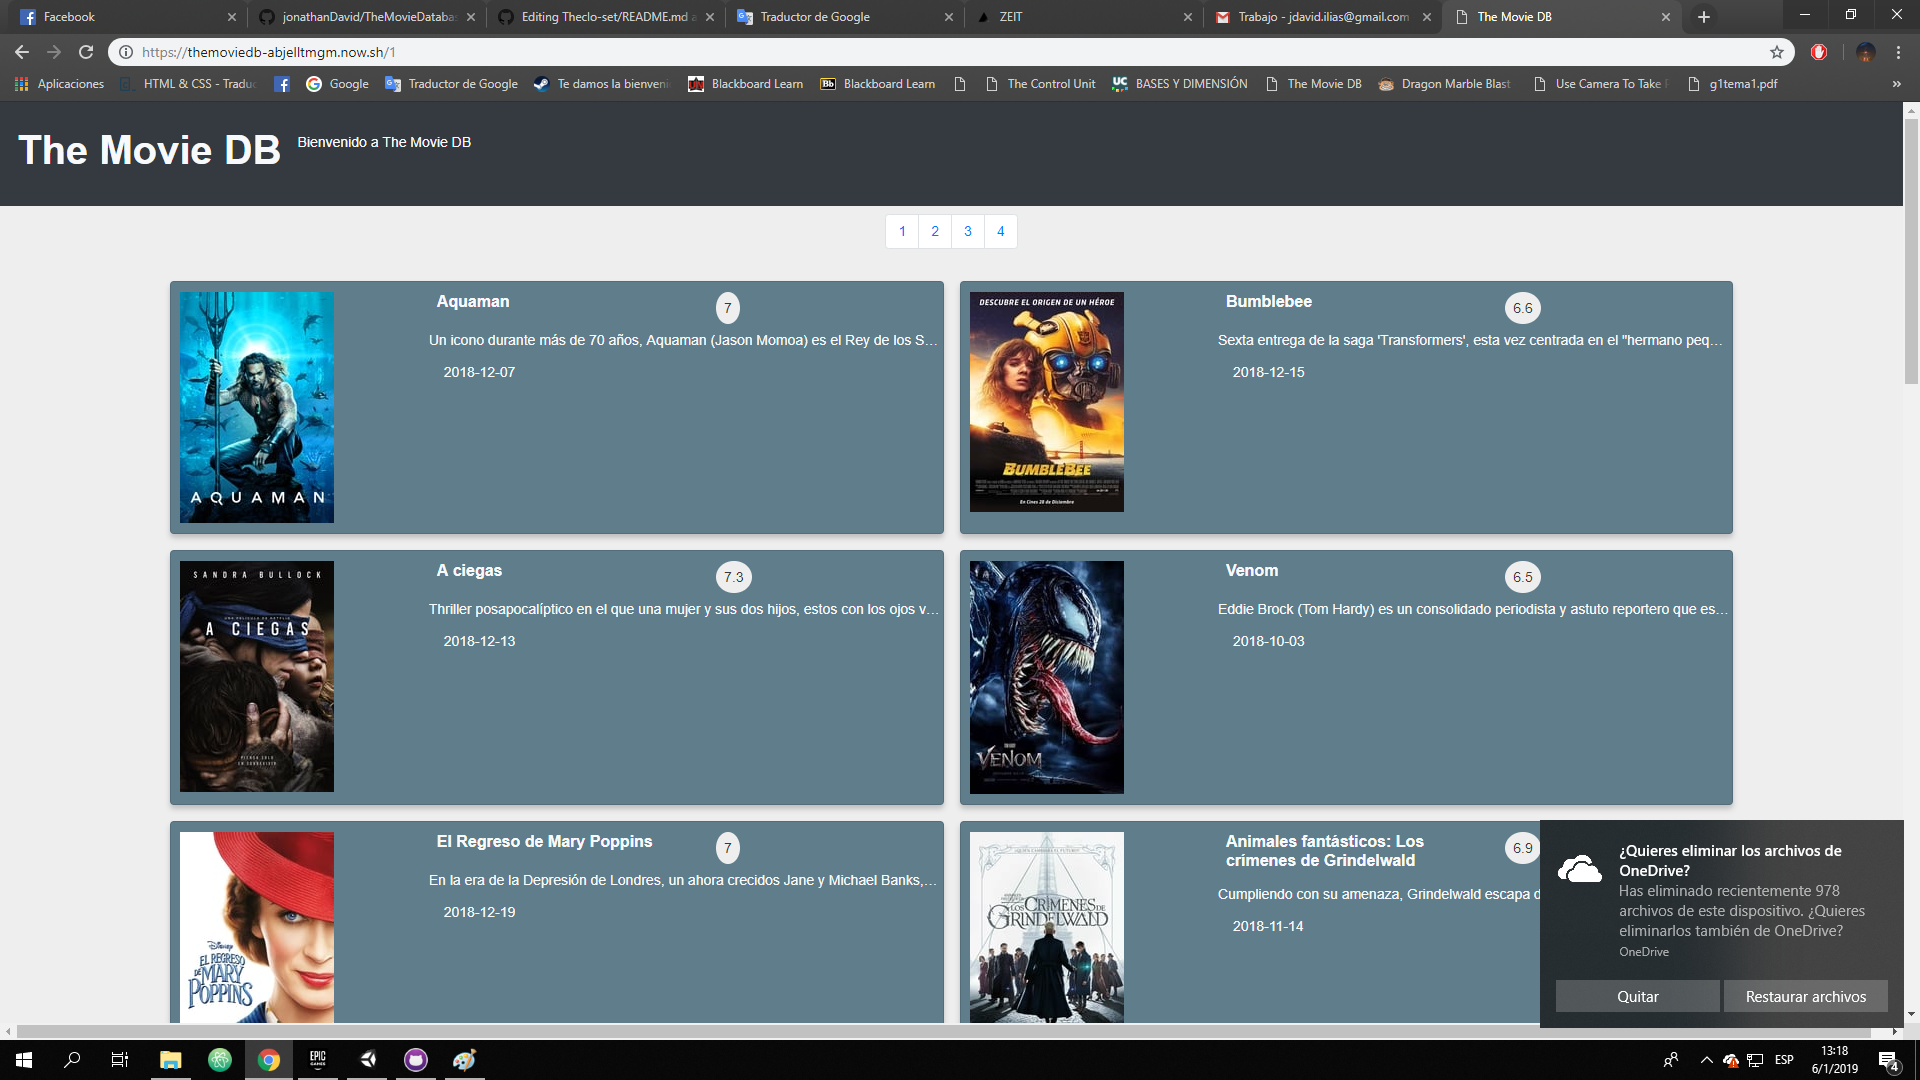 Facebook
jonathanDavid/TheMovieDataba
Editing Theclo-set/README.md a
Traductor de Google
ZEIT
Trabajo - jdavid.ilias@gmail.com
The Movie DB
https://themoviedb-abjelltmgm.now.sh/1
Aplicaciones
HTML & CSS - Traduc
Google
Traductor de Google
Te damos la bienveni
Blackboard Learn
Bb
Blackboard Learn
The Control Unit
UC
BASES Y DIMENSIÓN
The Movie DB
Dragon Marble Blast
Use Camera To Take P
g1tema1.pdf
»
The Movie DB
Bienvenido a The Movie DB
1 2 3 4
AQUAMAN
Aquaman
7
Un icono durante más de 70 años, Aquaman (Jason Momoa) es el Rey de los S...
2018-12-07
DESCUBRE EL ORIGEN DE UN HÉROE
BUMBLEBEE
En Cines 28 de Diciembre
Bumblebee
6.6
Sexta entrega de la saga 'Transformers', esta vez centrada en el "hermano peq...
2018-12-15
SANDRA BULLOCK
A CIEGAS
A ciegas
7.3
Thriller posapocalíptico en el que una mujer y sus dos hijos, estos con los ojos v...
2018-12-13
VENOM
Venom
6.5
Eddie Brock (Tom Hardy) es un consolidado periodista y astuto reportero que es...
2018-10-03
Disney
EL REGRESO
DE MARY
POPPINS
El Regreso de Mary Poppins
7
En la era de la Depresión de Londres, un ahora crecidos Jane y Michael Banks,...
2018-12-19
LOS CRÍMENES DE
GRINDELWALD
Animales fantásticos: Los
crímenes de Grindelwald
6.9
Cumpliendo con su amenaza, Grindelwald escapa d
2018-11-14
¿Quieres eliminar los archivos de
OneDrive?
Has eliminado recientemente 978
archivos de este dispositivo. ¿Quieres
eliminarlos también de OneDrive?
OneDrive
Quitar
Restaurar archivos
EPIC
GAMES
ESP
13:18
6/1/2019
4